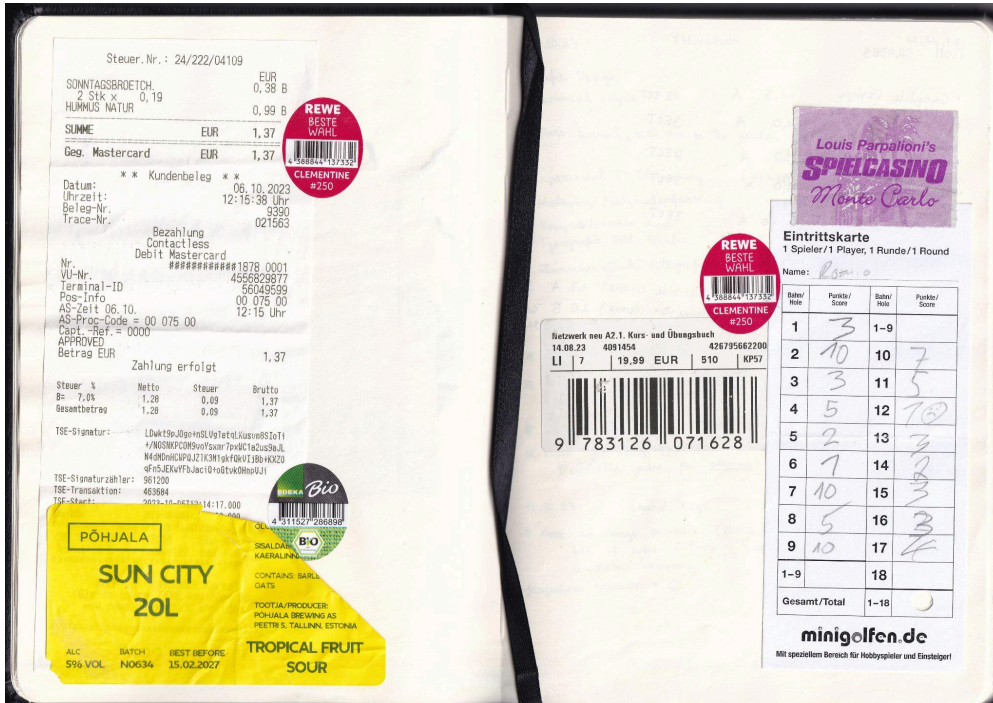 Steuer.Nr.: 24/222/04109
EUR
SONNTAGSBROETCH. 0,38 B
2 Stk x 0,19
HUMMUS NATUR 0,99 B
SUMME EUR 1,37
Geg. Mastercard EUR 1,37
* * Kundenbeleg * *
Datum: 06.10.2023
Uhrzeit: 12:15:38 Uhr
Beleg-Nr. 9390
Trace-Nr. 021563
Bezahlung
Contactless
Debit Mastercard
Nr. ############1878 0001
VU-Nr. 4556829877
Terminal-ID 56049599
Pos-Info 00 075 00
AS-Zeit 06.10. 12:15 Uhr
AS-Proc-Code = 00 075 00
Capt.-Ref.= 0000
APPROVED
Betrag EUR 1,37
Zahlung erfolgt
Steuer % Netto Steuer Brutto
B= 7,0% 1,28 0,09 1,37
Gesamtbetrag 1,28 0,09 1,37
TSE-Signatur:
TSE-Signaturzähler: 961200
TSE-Transaktion: 463684
TSE-Start:
REWE
BESTE
WAHL
4 388844 137332
CLEMENTINE
#250
EDEKA Bio
4 311527 286898
BIO
PÕHJALA
SUN CITY
20L
ALC BATCH BEST BEFORE
5% VOL N0634 15.02.2027
CONTAINS:
OATS
TOOTJA/PRODUCER:
PÕHJALA BREWING AS
PEETRI 5, TALLINN, ESTONIA
TROPICAL FRUIT
SOUR
REWE
BESTE
WAHL
4 388844 137332
CLEMENTINE
#250
Netzwerk neu A2.1. Kurs- und Übungsbuch
14.08.23 4091454 426795662200
LI 7 19,99 EUR 510 KP57
9 783126 071628
Louis Parpalioni's
SPIELCASINO
Monte Carlo
Eintrittskarte
1 Spieler/1 Player, 1 Runde/1 Round
Name:
Bahn/ Punkte/ Bahn/ Punkte/
Hole Score Hole Score
1 3 1-9
2 10 10 7
3 3 11 5
4 5 12 10
5 2 13 3
6 1 14 2
7 10 15 3
8 5 16 3
9 10 17 4
1-9 18
Gesamt/Total 1-18
minigolfen.de
Mit speziellem Bereich für Hobbyspieler und Einsteiger!